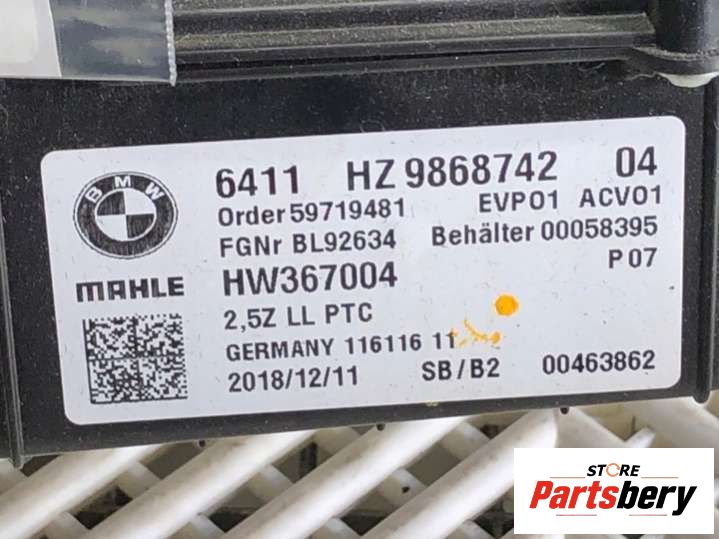 BMW
6411 HZ 9868742 04
Order 59719481 EVP01 ACV01
FGNr BL92634 Behälter 00058395
MAHLE HW367004 P 07
2,5Z LL PTC
GERMANY 116116 11
2018/12/11 SB/B2 00463862
STORE
Partsbery